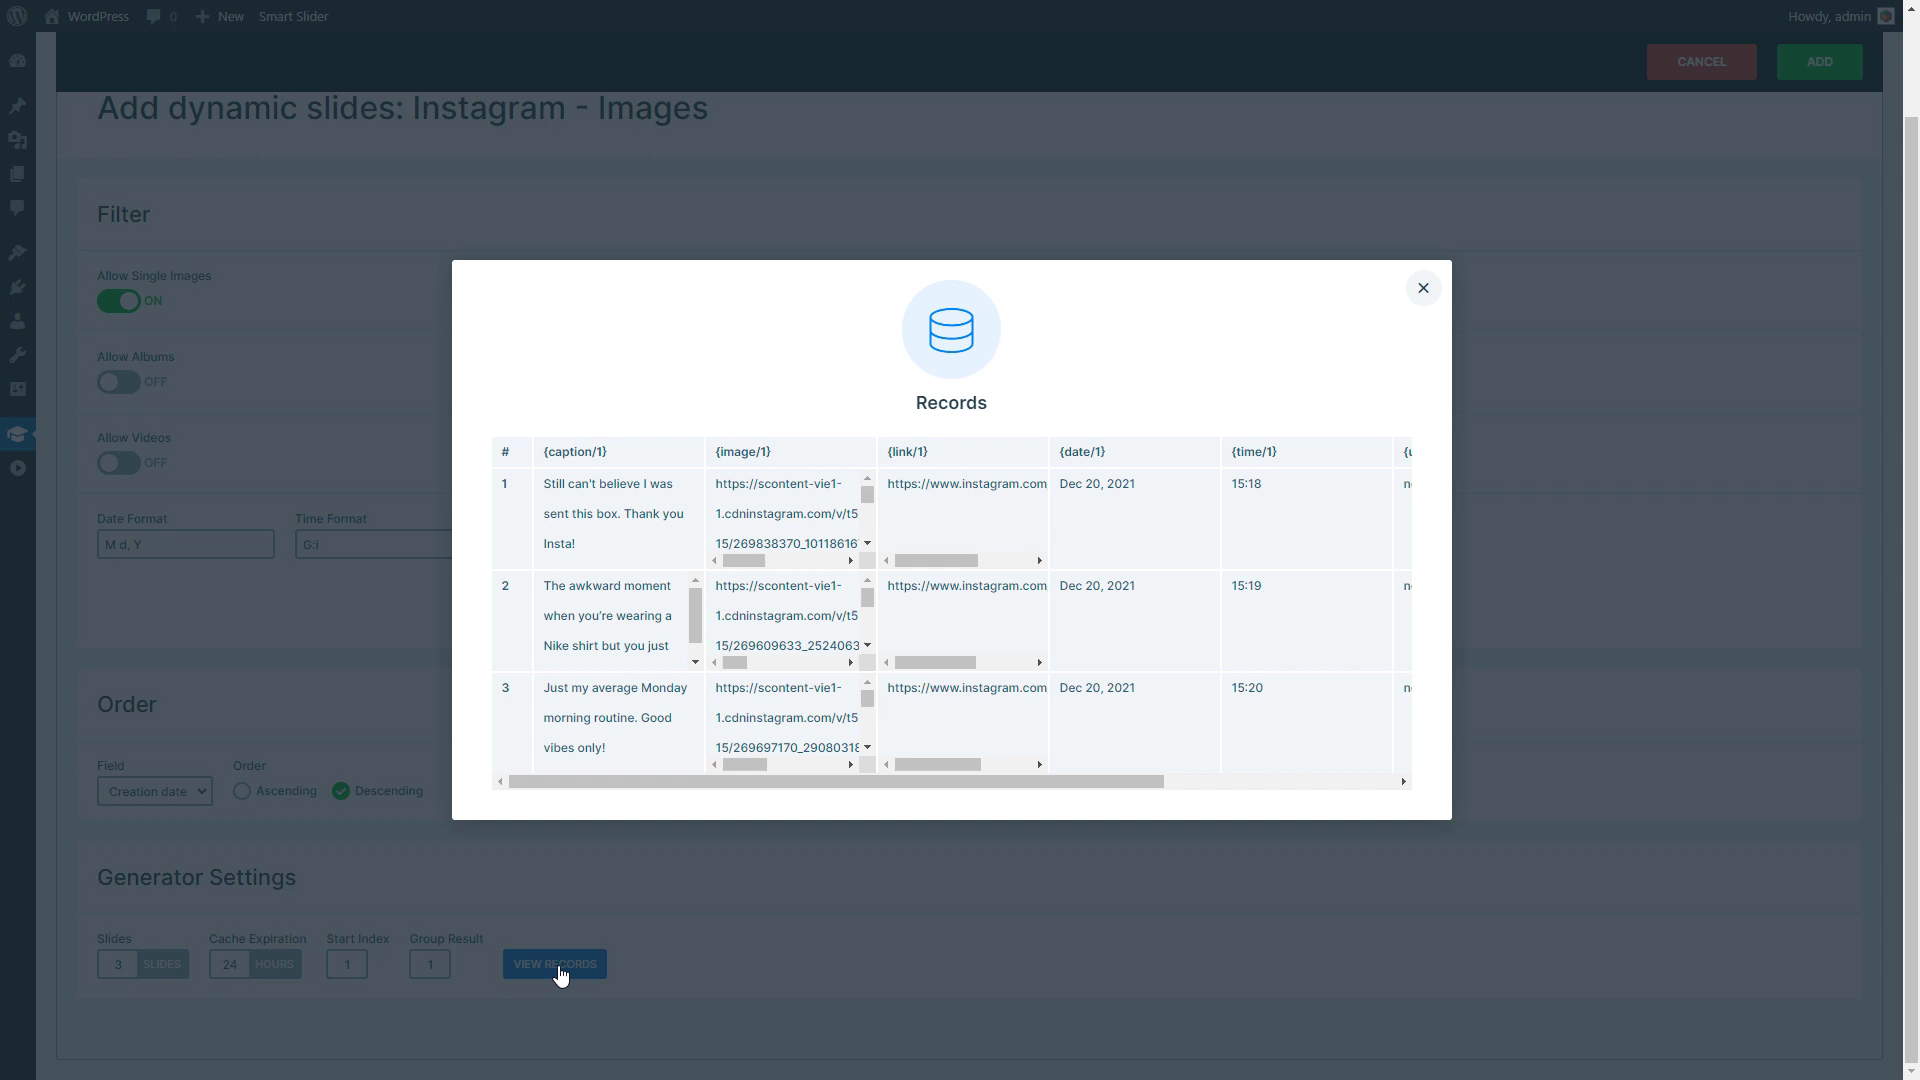 WordPress 0 New Smart Slider Howdy, admin
CANCEL ADD
Add dynamic slides: Instagram - Images
Filter
Allow Single Images
ON
Allow Albums
OFF
Allow Videos
OFF
Date Format Time Format
M d, Y G:i
Order
Field Order
Creation date Ascending Descending
Generator Settings
Slides Cache Expiration Start Index Group Result
3 SLIDES 24 HOURS 1 1 VIEW RECORDS
Records
# {caption/1} {image/1} {link/1} {date/1} {time/1}
1 Still can't believe I was https://scontent-vie1- https://www.instagram.com Dec 20, 2021 15:18
sent this box. Thank you 1.cdninstagram.com/v/t5
Insta! 15/269838370_10118616
2 The awkward moment https://scontent-vie1- https://www.instagram.com Dec 20, 2021 15:19
when you're wearing a 1.cdninstagram.com/v/t5
Nike shirt but you just 15/269609633_2524063
3 Just my average Monday https://scontent-vie1- https://www.instagram.com Dec 20, 2021 15:20
morning routine. Good 1.cdninstagram.com/v/t5
vibes only! 15/269697170_2908031